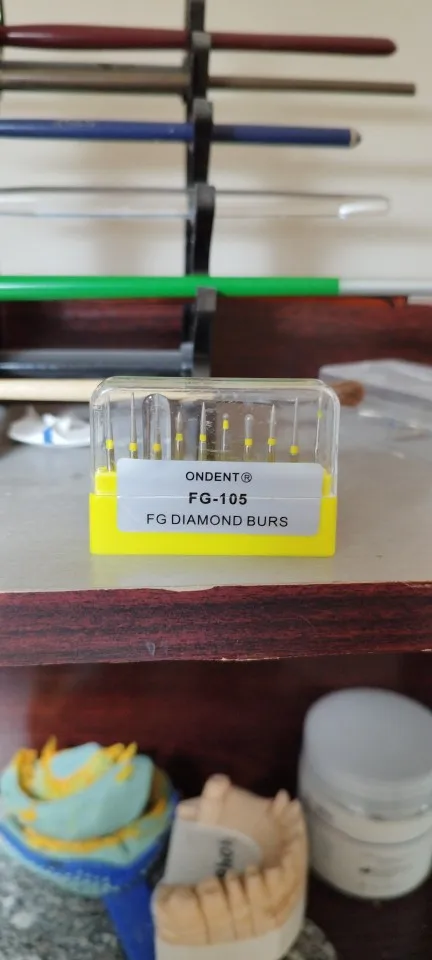 ONDENT®
FG-105
FG DIAMOND BURS